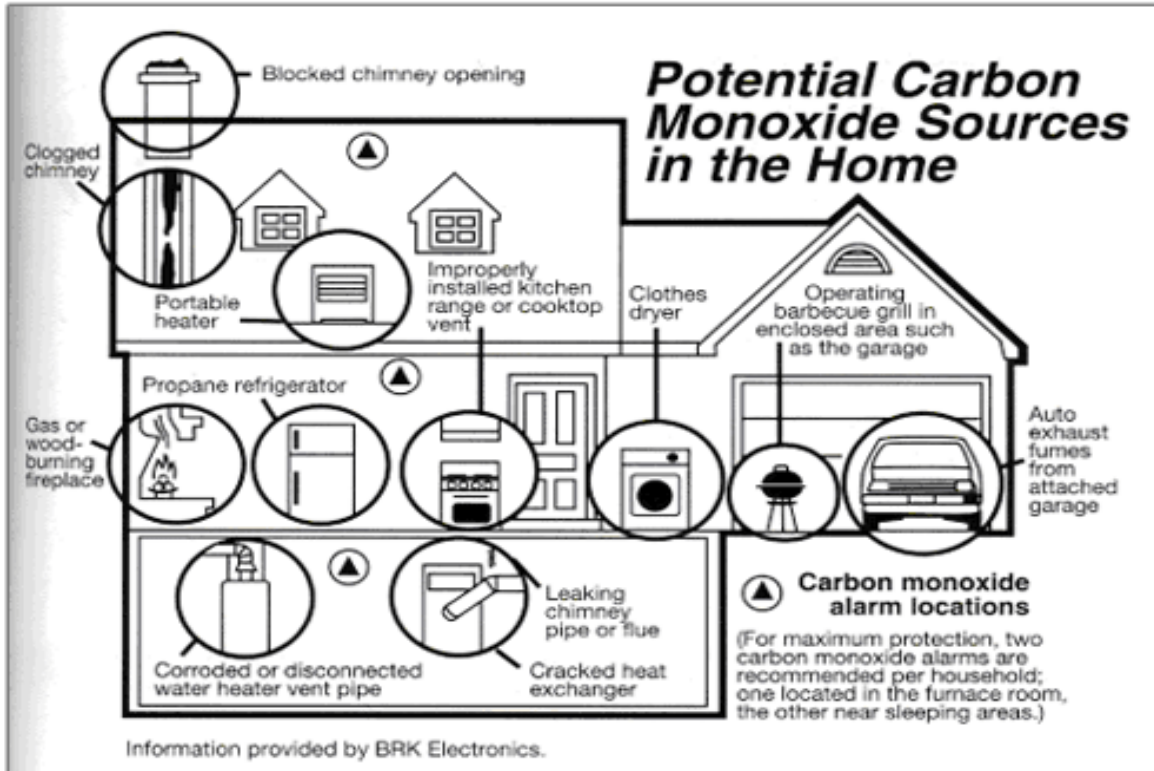 Potential Carbon
Monoxide Sources
in the Home
Blocked chimney opening
Clogged
chimney
Portable
heater
Improperly
installed kitchen
range or cooktop
vent
Clothes
dryer
Operating
barbecue grill in
enclosed area such
as the garage
Propane refrigerator
Gas or
wood-
burning
fireplace
Auto
exhaust
fumes
from
attached
garage
Leaking
chimney
pipe or flue
Corroded or disconnected
water heater vent pipe
Cracked heat
exchanger
Carbon monoxide
alarm locations
(For maximum protection, two
carbon monoxide alarms are
recommended per household;
one located in the furnace room,
the other near sleeping areas.)
Information provided by BRK Electronics.